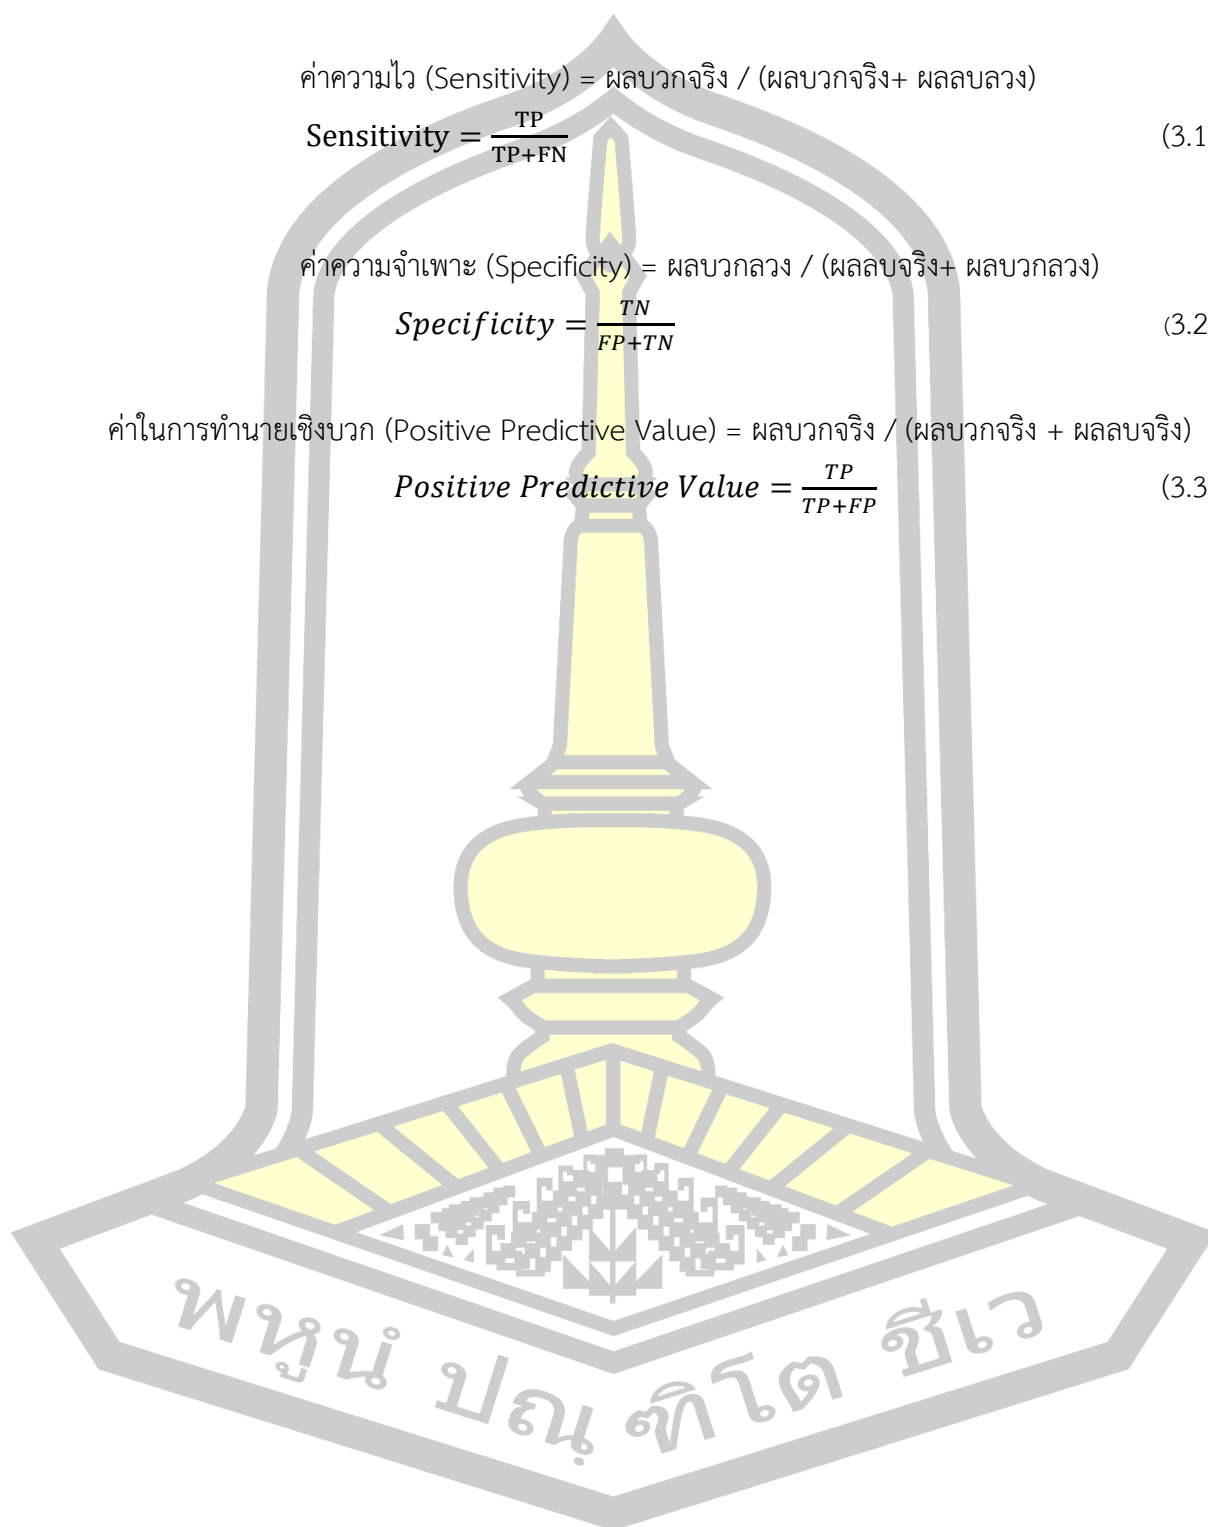 ค่าความไว (Sensitivity) = ผลบวกจริง / (ผลบวกจริง+ ผลลบลวง)
Sensitivity = TP/TP+FN (3.1
ค่าความจำเพาะ (Specificity) = ผลบวกลวง / (ผลลบจริง+ ผลบวกลวง)
Specificity = TN/FP+TN (3.2
ค่าในการทำนายเชิงบวก (Positive Predictive Value) = ผลบวกจริง / (ผลบวกจริง + ผลลบจริง)
Positive Predictive Value = TP/TP+FP (3.3
พหูนํ ปณฺฑิโต ชีเว